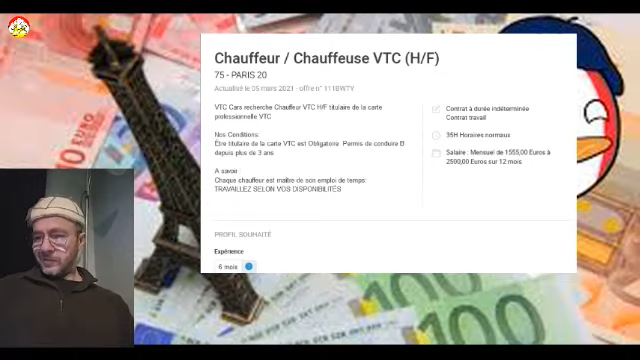 Chauffeur / Chauffeuse VTC (H/F)
75 - PARIS 20
Actualisé le 05 mars 2021 - offre n° 111BWTY
VTC Cars recherche Chauffeur VTC H/F titulaire de la carte
professionnelle VTC
Nos Conditions:
Être titulaire de la carte VTC est Obligatoire Permis de conduire B
depuis plus de 3 ans
A savoir :
Chaque chauffeur est maître de son emploi de temps.
TRAVAILLEZ SELON VOS DISPONIBILITÉS
Contrat à durée indéterminée
Contrat travail
35H Horaires normaux
Salaire : Mensuel de 1555,00 Euros à
2500,00 Euros sur 12 mois
PROFIL SOUHAITÉ
Expérience
6 mois
10 EURO
100
100